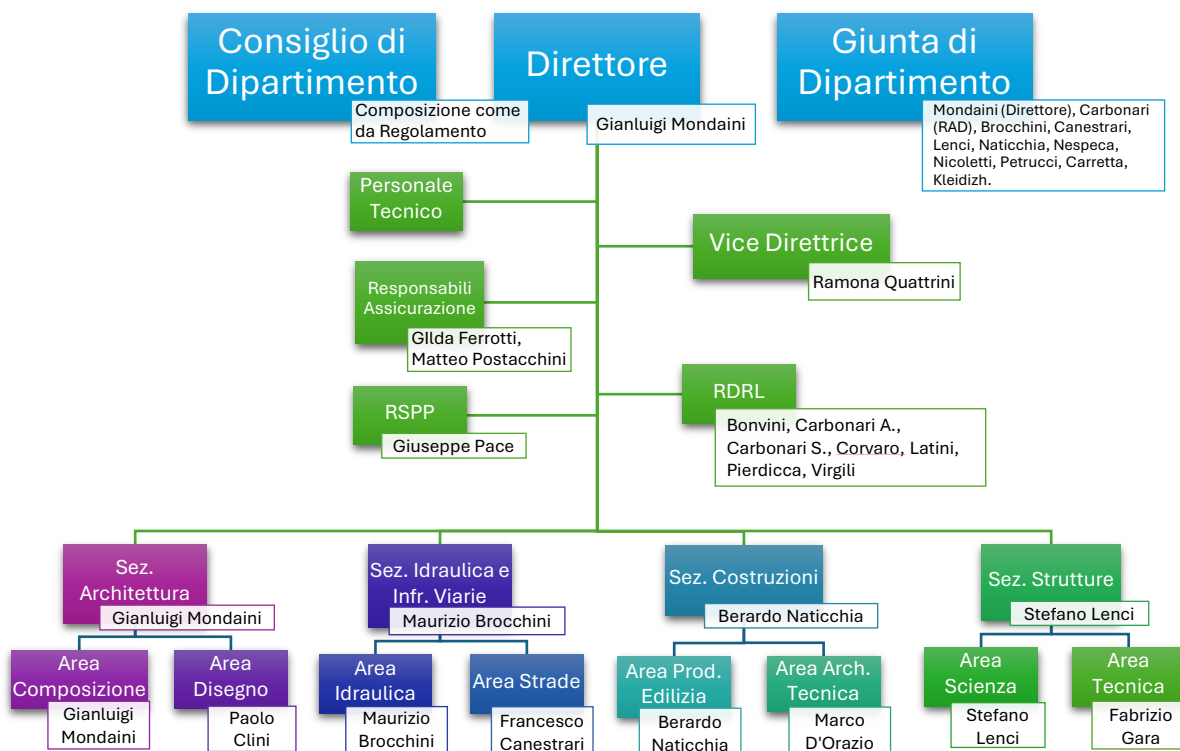 Consiglio di
Dipartimento
Composizione come
da Regolamento
Direttore
Gianluigi Mondaini
Giunta di
Dipartimento
Mondaini (Direttore), Carbonari
(RAD), Brocchini, Canestrari,
Lenci, Naticchia, Nespeca,
Nicoletti, Petrucci, Carretta,
Kleidizh.
Personale
Tecnico
Vice Direttrice
Ramona Quattrini
Responsabili
Assicurazione
GIlda Ferrotti,
Matteo Postacchini
RSPP
Giuseppe Pace
RDRL
Bonvini, Carbonari A.,
Carbonari S., Corvaro, Latini,
Pierdicca, Virgili
Sez.
Architettura
Gianluigi Mondaini
Sez. Idraulica e
Infr. Viarie
Maurizio Brocchini
Sez. Costruzioni
Berardo Naticchia
Sez. Strutture
Stefano Lenci
Area
Composizione
Gianluigi
Mondaini
Area
Disegno
Paolo
Clini
Area
Idraulica
Maurizio
Brocchini
Area Strade
Francesco
Canestrari
Area Prod.
Edilizia
Berardo
Naticchia
Area Arch.
Tecnica
Marco
D'Orazio
Area
Scienza
Stefano
Lenci
Area
Tecnica
Fabrizio
Gara